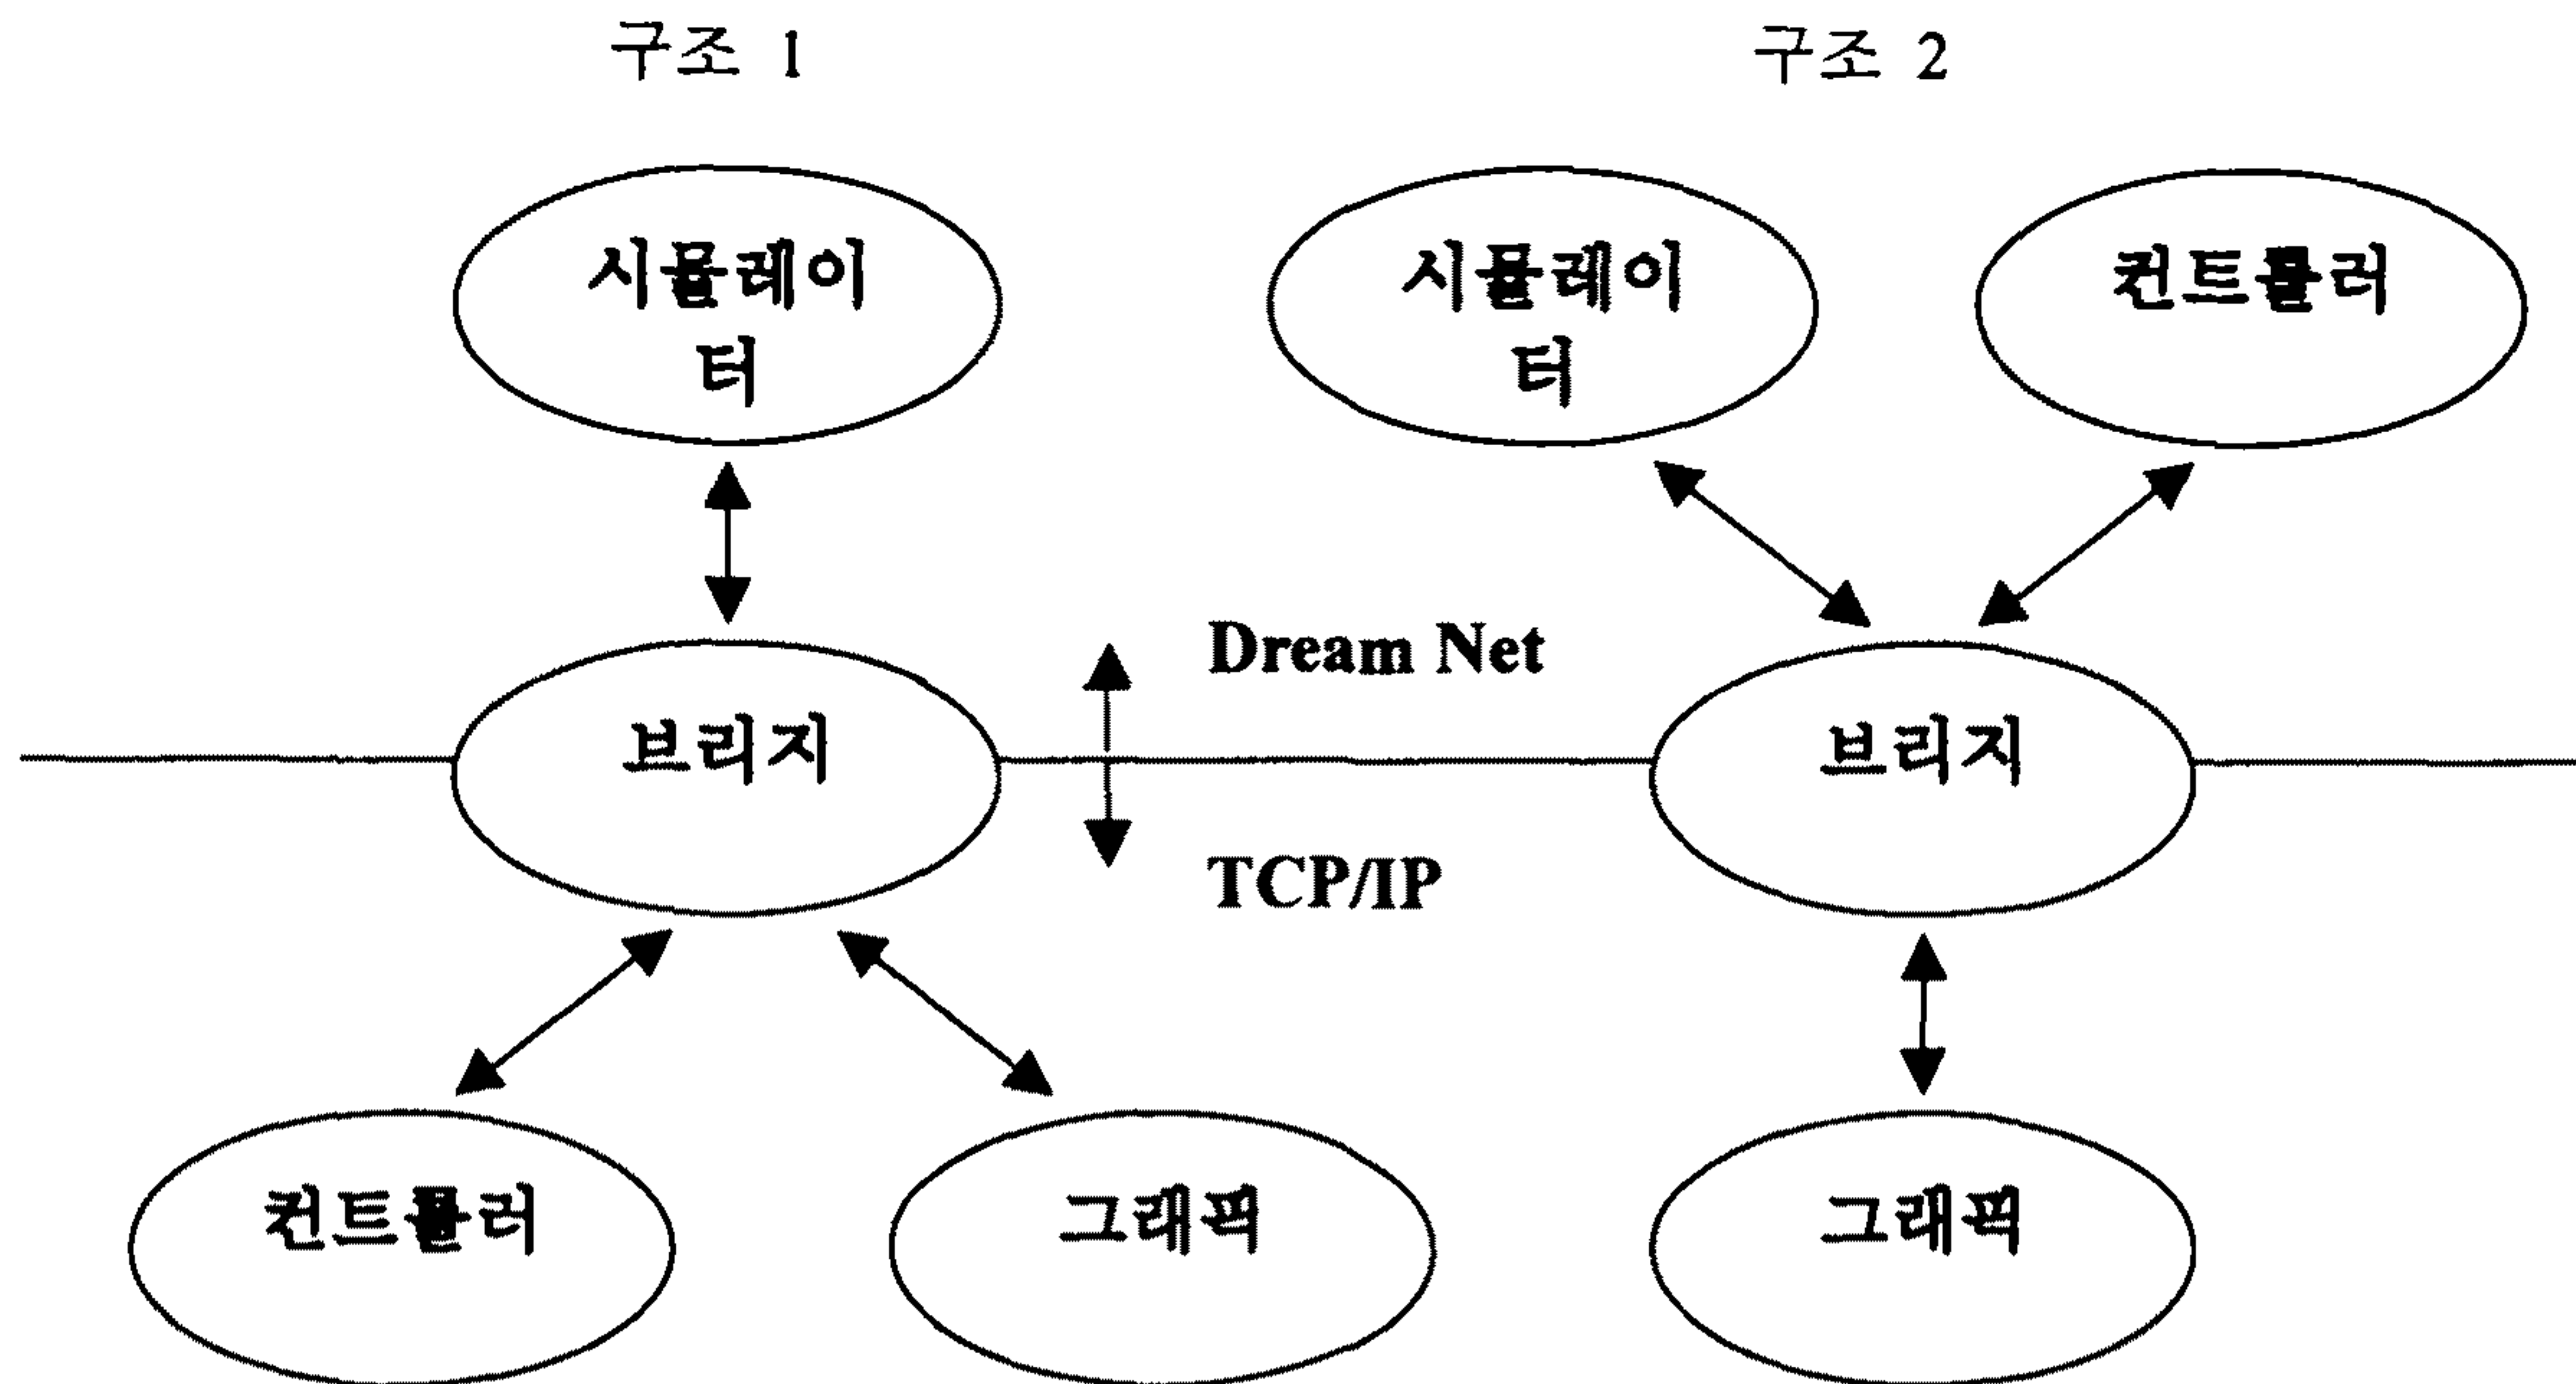 구조 1
구조 2
시뮬레이
터
시뮬레이
터
컨트롤러
Dream Net
브리지
브리지
TCP/IP
컨트롤러
그래픽
그래픽